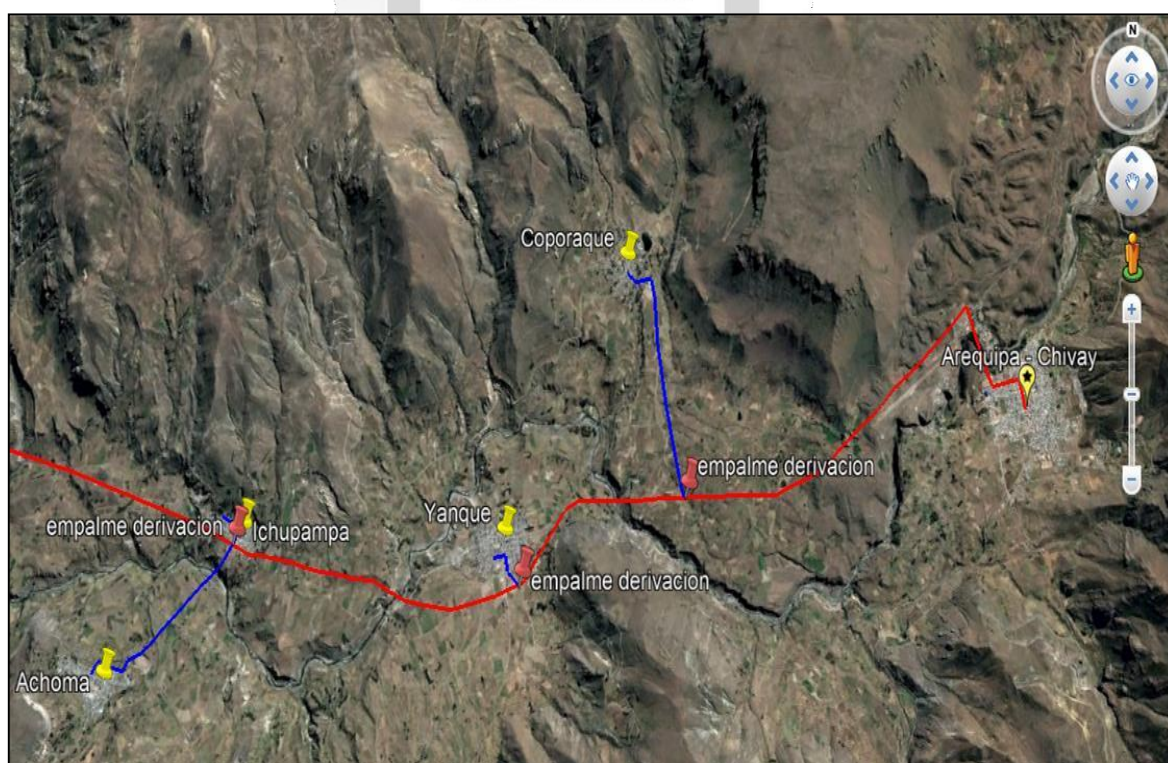 N
Coporaque
Arequipa - Chivay
empalme derivacion
Yanque
empalme derivacion
Ichupampa
empalme derivacion
Achoma